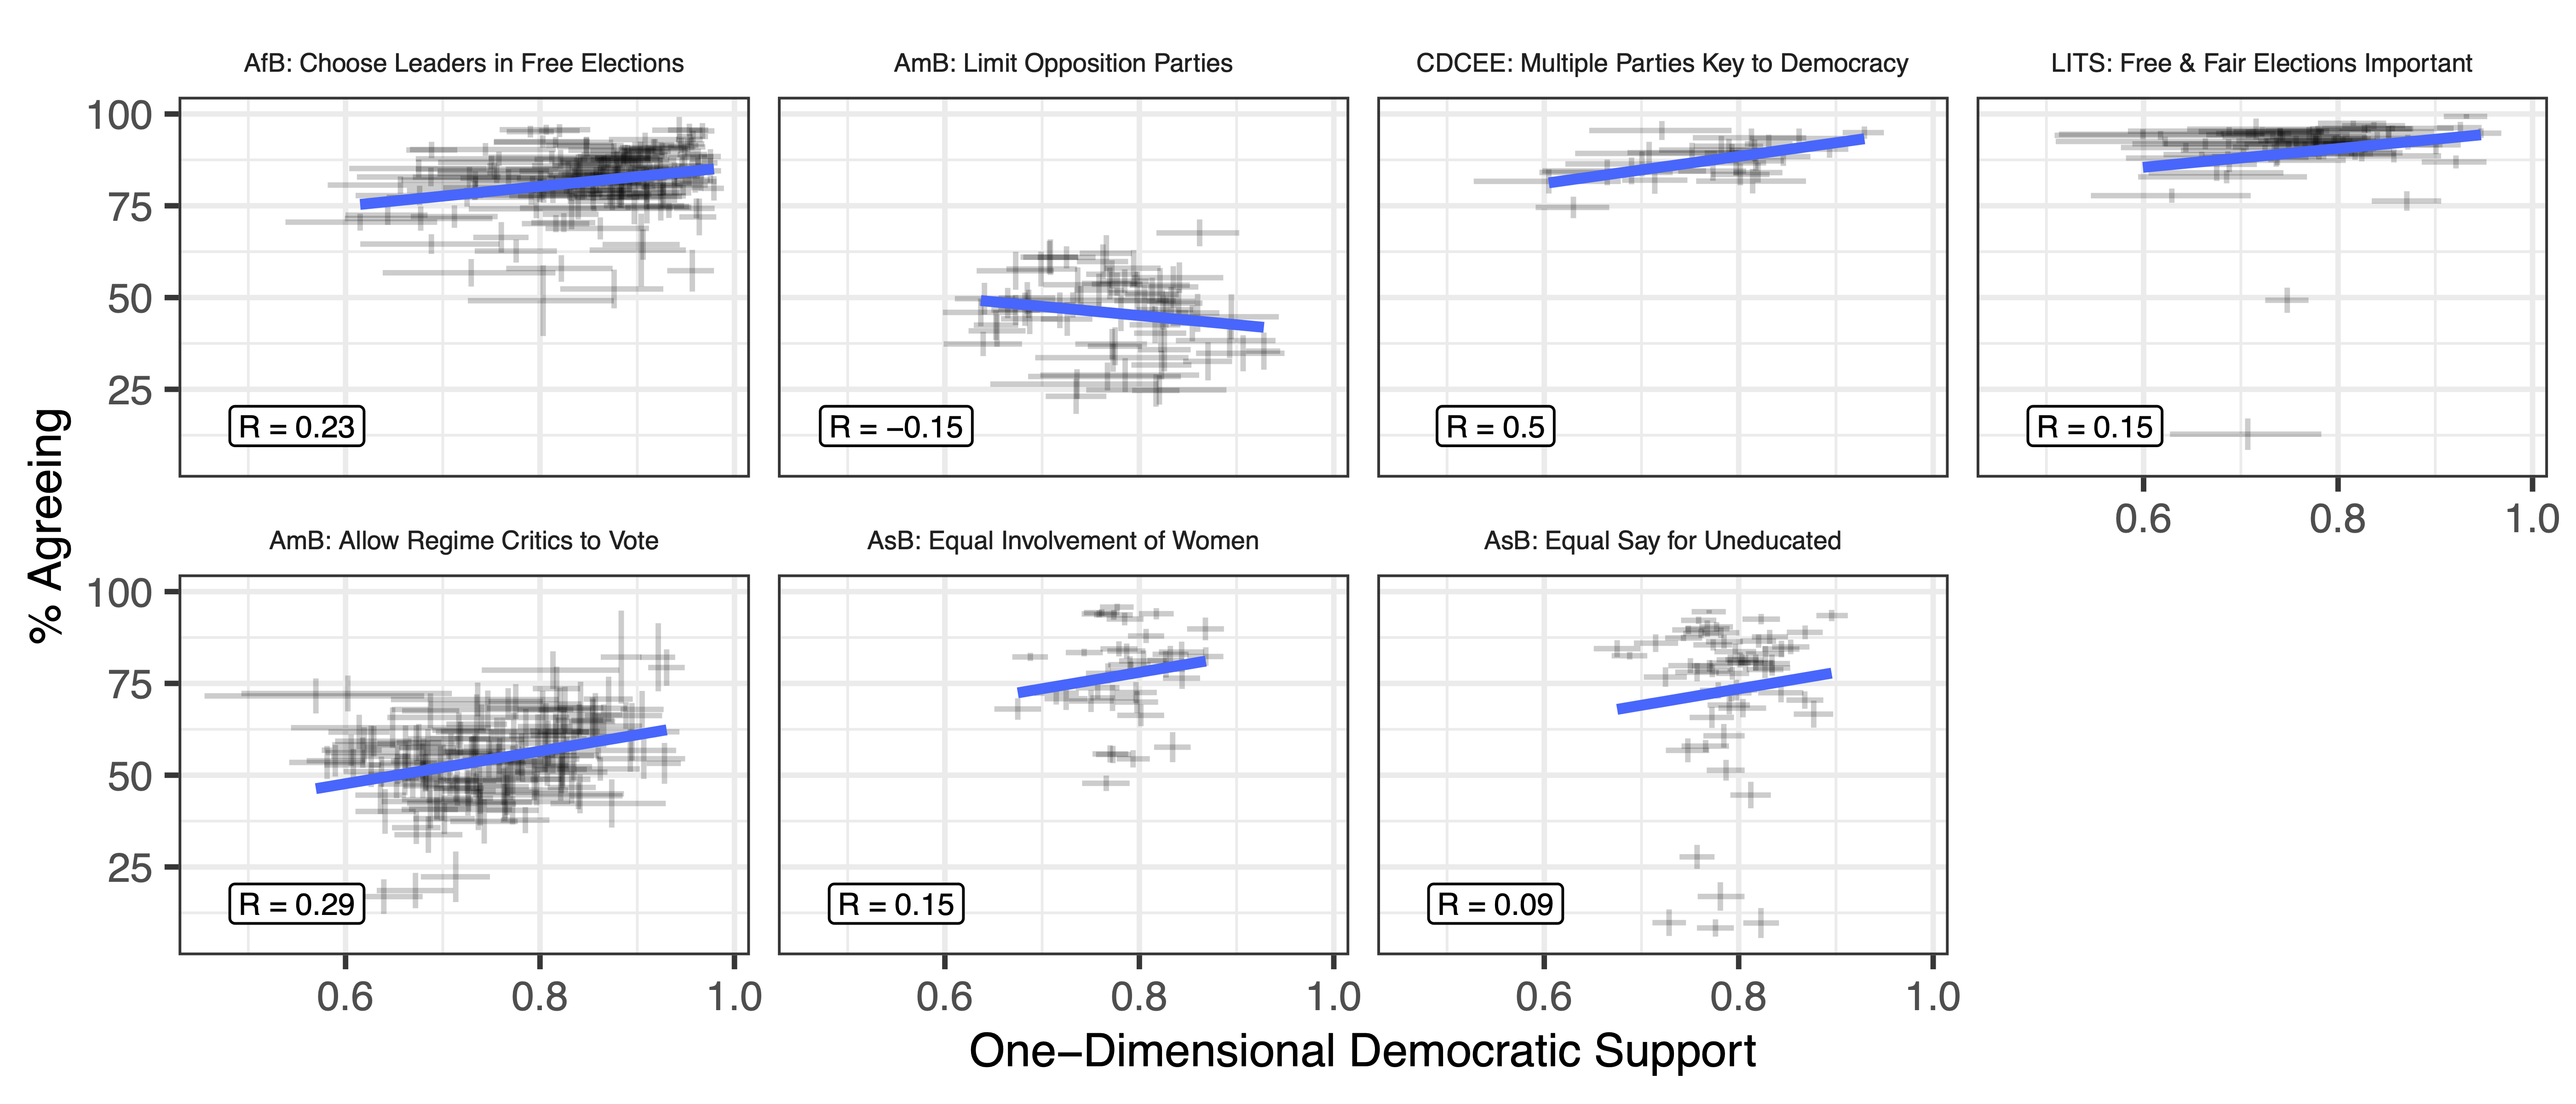 AfB: Choose Leaders in Free Elections
AmB: Limit Opposition Parties
CDCEE: Multiple Parties Key to Democracy
LITS: Free & Fair Elections Important
100
75
50
25
R = 0.23
R = −0.15
R = 0.5
R = 0.15
0.6 0.8 1.0
AmB: Allow Regime Critics to Vote
AsB: Equal Involvement of Women
AsB: Equal Say for Uneducated
100
75
50
25
R = 0.29
R = 0.15
R = 0.09
0.6 0.8 1.0
0.6 0.8 1.0
0.6 0.8 1.0
% Agreeing
One−Dimensional Democratic Support